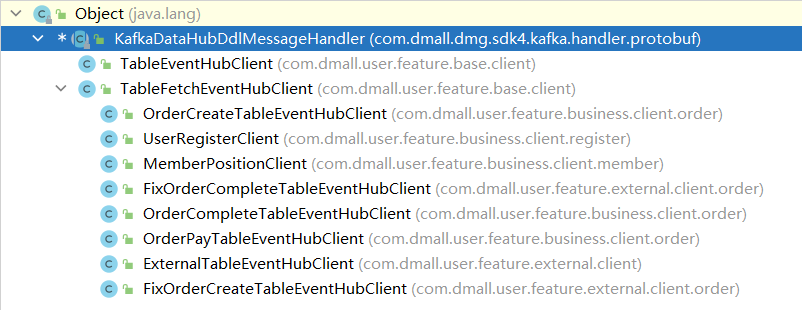 Object (java.lang)
* KafkaDataHubDdlMessageHandler (com.dmall.dmg.sdk4.kafka.handler.protobuf)
TableEventHubClient (com.dmall.user.feature.base.client)
TableFetchEventHubClient (com.dmall.user.feature.base.client)
OrderCreateTableEventHubClient (com.dmall.user.feature.business.client.order)
UserRegisterClient (com.dmall.user.feature.business.client.register)
MemberPositionClient (com.dmall.user.feature.business.client.member)
FixOrderCompleteTableEventHubClient (com.dmall.user.feature.external.client.order)
OrderCompleteTableEventHubClient (com.dmall.user.feature.business.client.order)
OrderPayTableEventHubClient (com.dmall.user.feature.business.client.order)
ExternalTableEventHubClient (com.dmall.user.feature.external.client)
FixOrderCreateTableEventHubClient (com.dmall.user.feature.external.client.order)